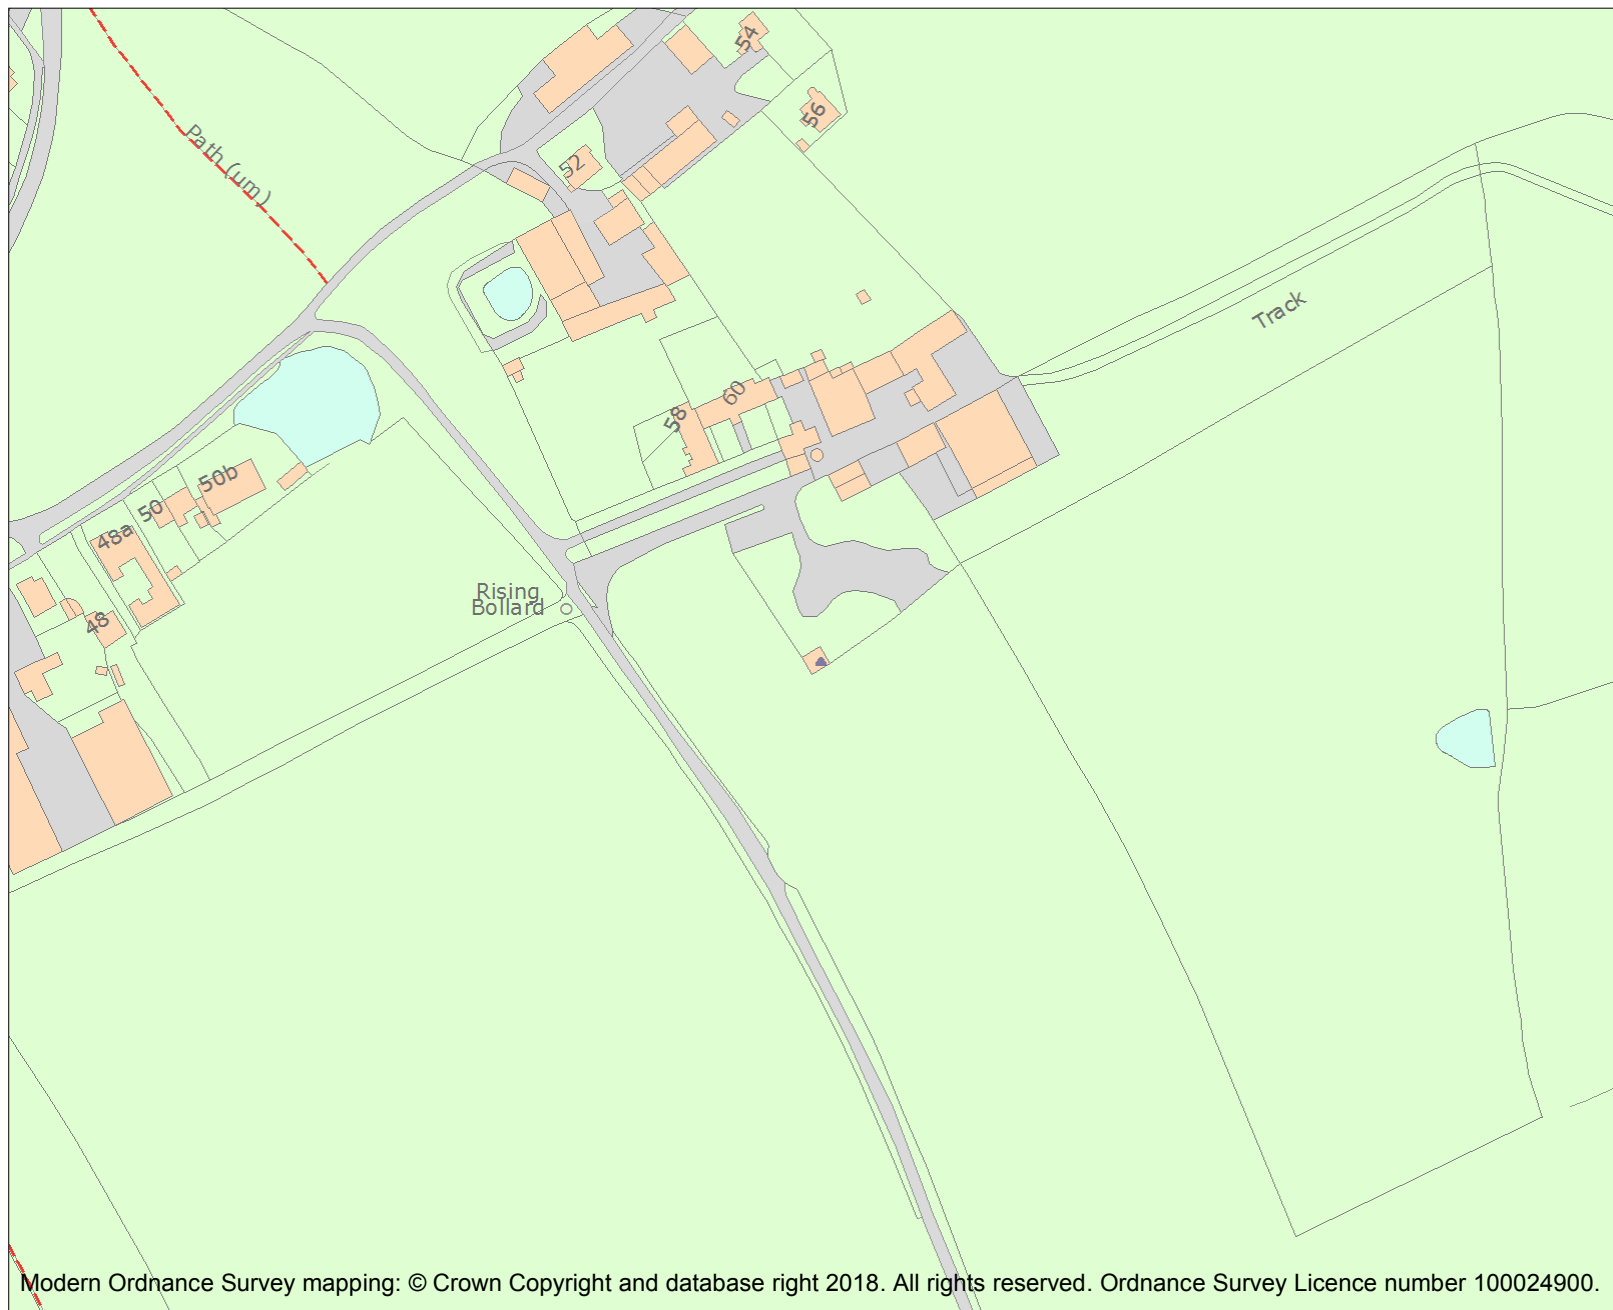 54
56
Path (um)
52
Track
60
58
50b
50
48a
Rising
Bollard
48
Modern Ordnance Survey mapping: © Crown Copyright and database right 2018. All rights reserved. Ordnance Survey Licence number 100024900.